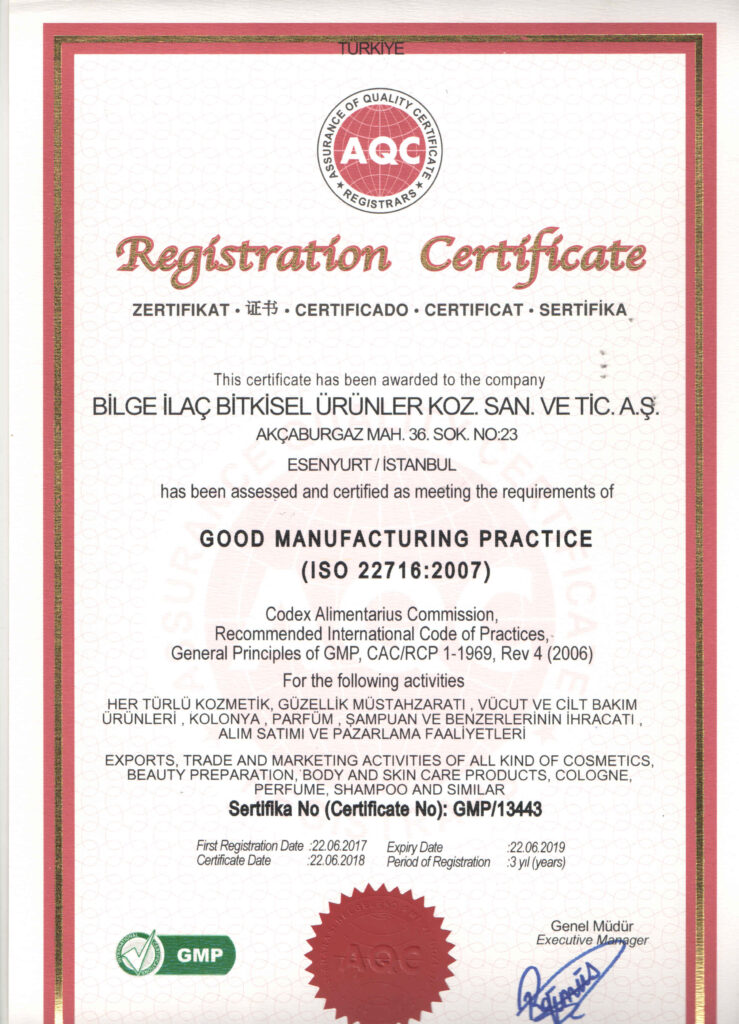 TÜRKİYE
ASSURANCE OF QUALITY CERTIFICATE
AQC
★ REGISTRARS ★
Registration Certificate
ZERTIFIKAT • 证书 • CERTIFICADO • CERTIFICAT • SERTİFİKA
This certificate has been awarded to the company
BİLGE İLAÇ BİTKİSEL ÜRÜNLER KOZ. SAN. VE TİC. A.Ş.
AKÇABURGAZ MAH. 36. SOK. NO:23
ESENYURT / İSTANBUL
has been assessed and certified as meeting the requirements of
GOOD MANUFACTURING PRACTICE
(ISO 22716:2007)
Codex Alimentarius Commission,
Recommended International Code of Practices,
General Principles of GMP, CAC/RCP 1-1969, Rev 4 (2006)
For the following activities
HER TÜRLÜ KOZMETİK, GÜZELLİK MÜSTAHZARATI , VÜCUT VE CİLT BAKIM
ÜRÜNLERİ , KOLONYA , PARFÜM , ŞAMPUAN VE BENZERLERİNİN İHRACATI ,
ALIM SATIMI VE PAZARLAMA FAALİYETLERİ
EXPORTS, TRADE AND MARKETING ACTIVITIES OF ALL KIND OF COSMETICS,
BEAUTY PREPARATION, BODY AND SKIN CARE PRODUCTS, COLOGNE,
PERFUME, SHAMPOO AND SIMILAR
Sertifika No (Certificate No): GMP/13443
First Registration Date :22.06.2017 Expiry Date :22.06.2019
Certificate Date :22.06.2018 Period of Registration :3 yıl (years)
GMP
AQC
Genel Müdür
Executive Manager